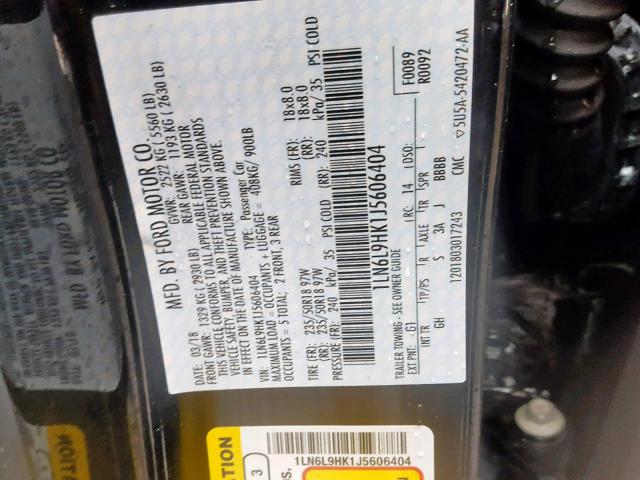 MFD. BY FORD MOTOR CO.
DATE: 03/18 GVWR: 2522 KG ( 5560 LB)
FRONT GAWR: 1329 KG (2930 LB) REAR GAWR: 1193 KG ( 2630 LB)
THIS VEHICLE CONFORMS TO ALL APPLICABLE FEDERAL MOTOR
VEHICLE SAFETY, BUMPER, AND THEFT PREVENTION STANDARDS
IN EFFECT ON THE DATE OF MANUFACTURE SHOWN ABOVE.
VIN: 1LN6L9HK1J5606404 TYPE: Passenger Car
MAXIMUM LOAD = OCCUPANTS + LUGGAGE = 408KG/ 900LB
OCCUPANTS = 5 TOTAL; 2 FRONT, 3 REAR
TIRE (FR): 235/50R18 97W RIMS (FR): 18x8.0
(RR): 235/50R18 97W (RR): 18x8.0
PRESSURE (FR): 240 kPa/ 35 PSI COLD (RR): 240 kPa/ 35 PSI COLD
1LN6L9HK1J5606404
TRAILER TOWING - SEE OWNER GUIDE
F0089
R0092
EXT PNT: G1 RC: 14 DSO:
INT TR TP/PS R AXLE TR SPR
GH S 3A J BBBB
1201803017243 CMC ▽5U5A-5420472-AA
1LN6L9HK1J5606404
3